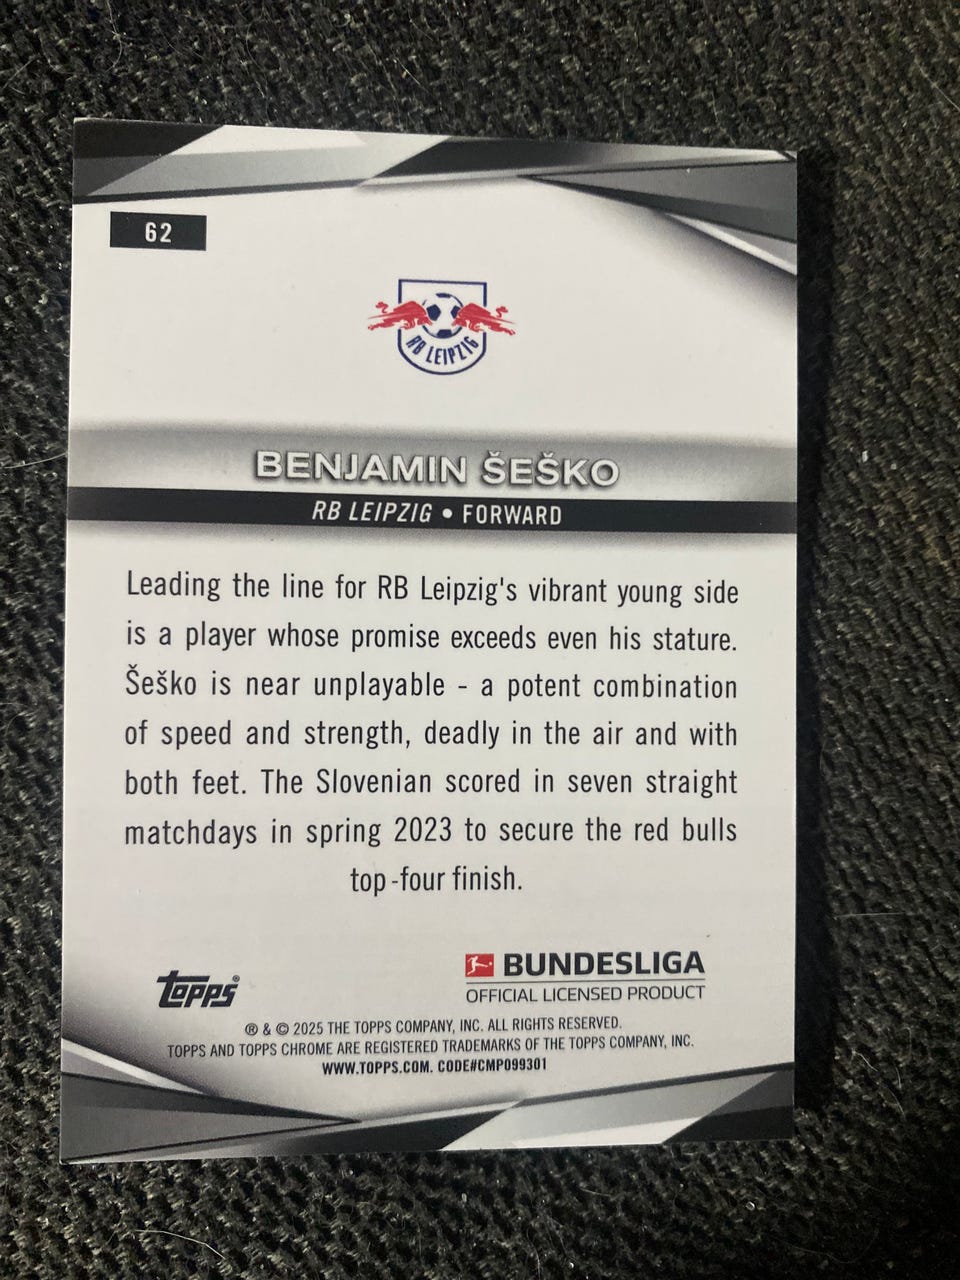 62
RB LEIPZIG
BENJAMIN ŠEŠKO
RB LEIPZIG • FORWARD
Leading the line for RB Leipzig's vibrant young side
is a player whose promise exceeds even his stature.
Šeško is near unplayable - a potent combination
of speed and strength, deadly in the air and with
both feet. The Slovenian scored in seven straight
matchdays in spring 2023 to secure the red bulls
top -four finish.
BUNDESLIGA
Topps®
OFFICIAL LICENSED PRODUCT
® & © 2025 THE TOPPS COMPANY, INC. ALL RIGHTS RESERVED.
TOPPS AND TOPPS CHROME ARE REGISTERED TRADEMARKS OF THE TOPPS COMPANY, INC.
WWW.TOPPS.COM. CODE#CMP099301